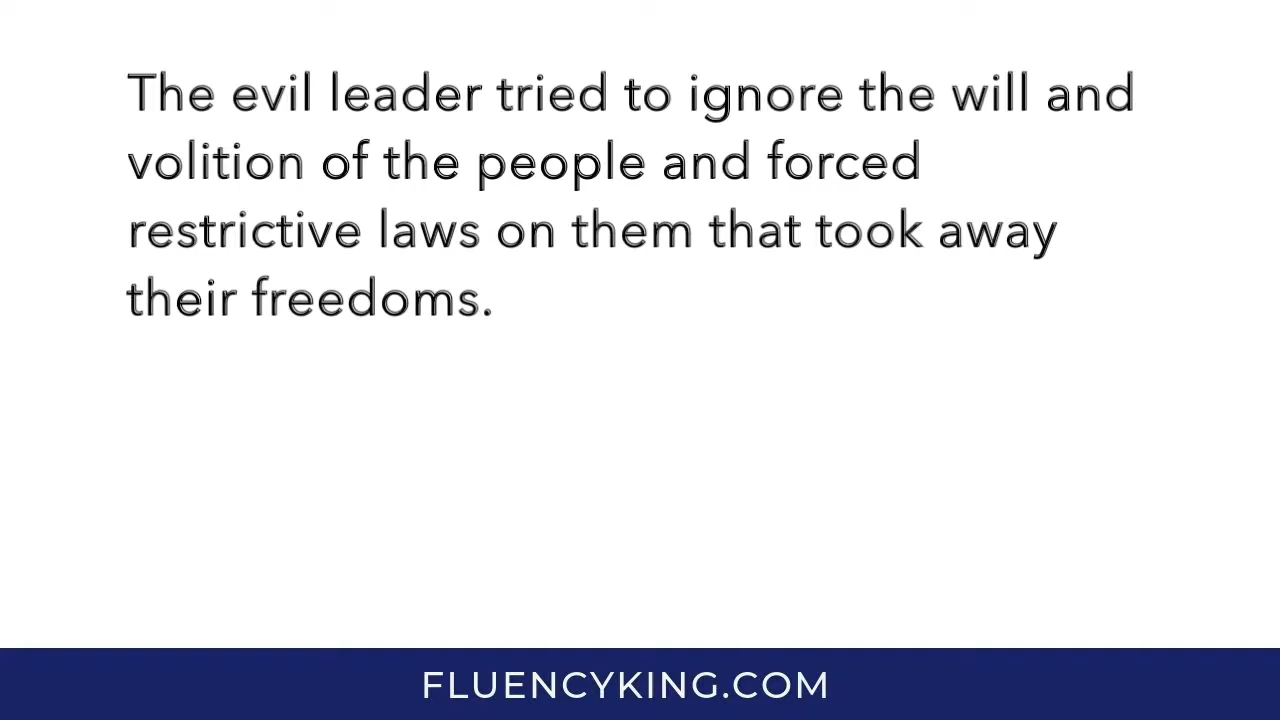 The evil leader tried to ignore the will and
volition of the people and forced
restrictive laws on them that took away
their freedoms.
FLUENCYKING.COM